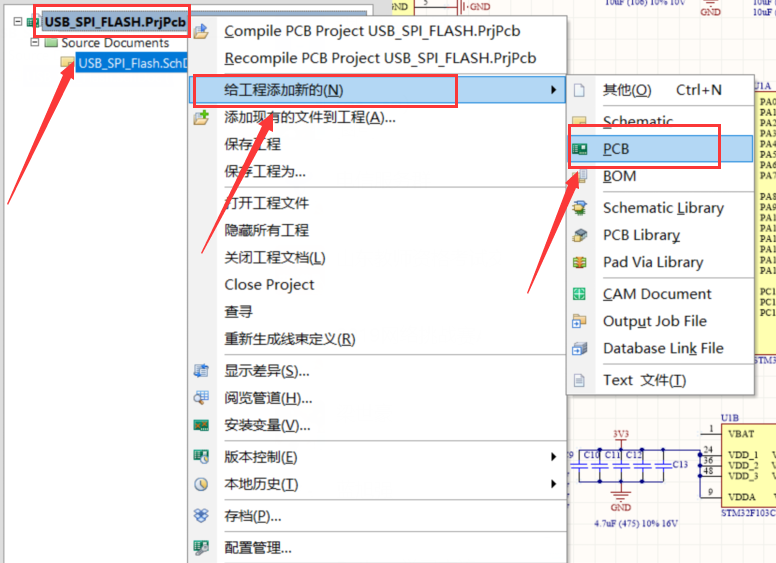 USB_SPI_FLASH.PrjPcb
Source Documents
USB_SPI_Flash.SchD
Compile PCB Project USB_SPI_FLASH.PrjPcb
Recompile PCB Project USB_SPI_FLASH.PrjPcb
给工程添加新的(N)
添加现有的文件到工程(A)...
保存工程
保存工程为...
打开工程文件
隐藏所有工程
关闭工程文档(L)
Close Project
查寻
重新生成线束定义(R)
显示差异(S)...
阅览管道(H)...
安装变量(V)...
版本控制(E)
本地历史(T)
存档(P)...
配置管理...
其他(O) Ctrl+N
Schematic
PCB
BOM
Schematic Library
PCB Library
Pad Via Library
CAM Document
Output Job File
Database Link File
Text 文件(T)
GND
5
GND
10uF (106) 10% 10V
GND
U1A
PA0
PA1
PA2
PA3
PA4
PA5
PA6
PA7
PA8
PA9
PA1
PA1
PA1
PA1
PA1
PA1
PC1
PC1
PC1
STM3
3V3
C10
C11
C12
C13
GND
4.7uF (475) 10% 16V
U1B
1
VBAT
24
VDD_1
36
VDD_2
48
VDD_3
9
VDDA
STM32F103C